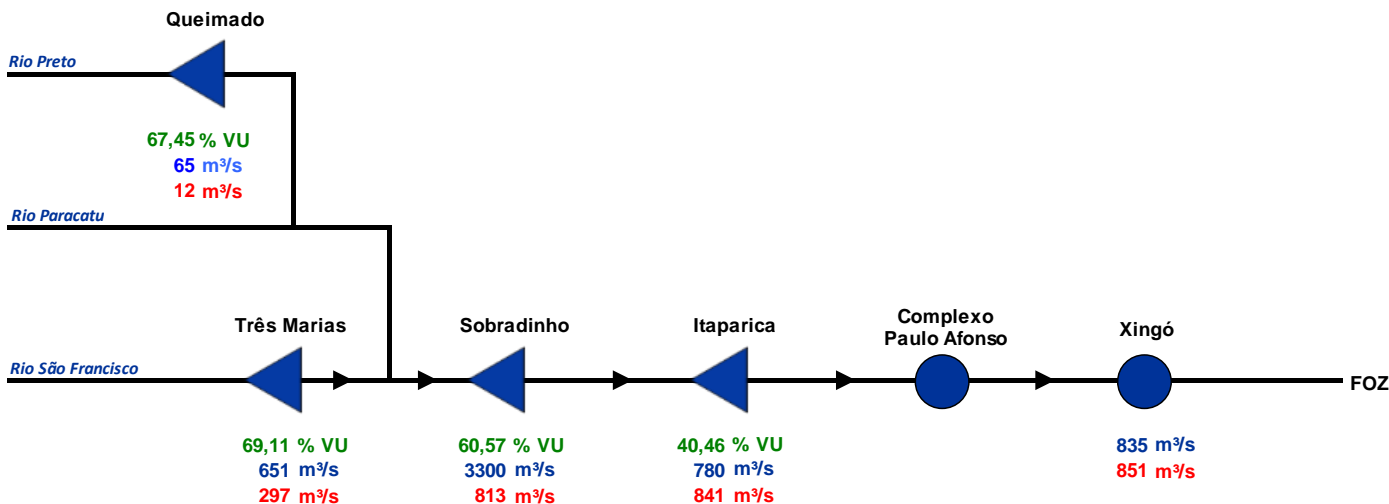 Queimado
Rio Preto
67,45 % VU
65 m³/s
12 m³/s
Rio Paracatu
Três Marias
Sobradinho
Itaparica
Complexo
Paulo Afonso
Xingó
Rio São Francisco
FOZ
69,11 % VU
651 m³/s
297 m³/s
60,57 % VU
3300 m³/s
813 m³/s
40,46 % VU
780 m³/s
841 m³/s
835 m³/s
851 m³/s